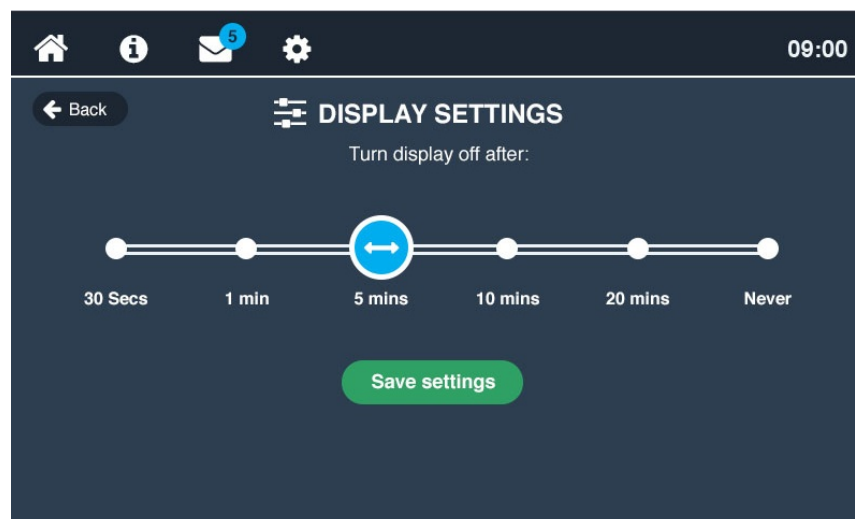 5
09:00
Back
DISPLAY SETTINGS
Turn display off after:
30 Secs 1 min 5 mins 10 mins 20 mins Never
Save settings